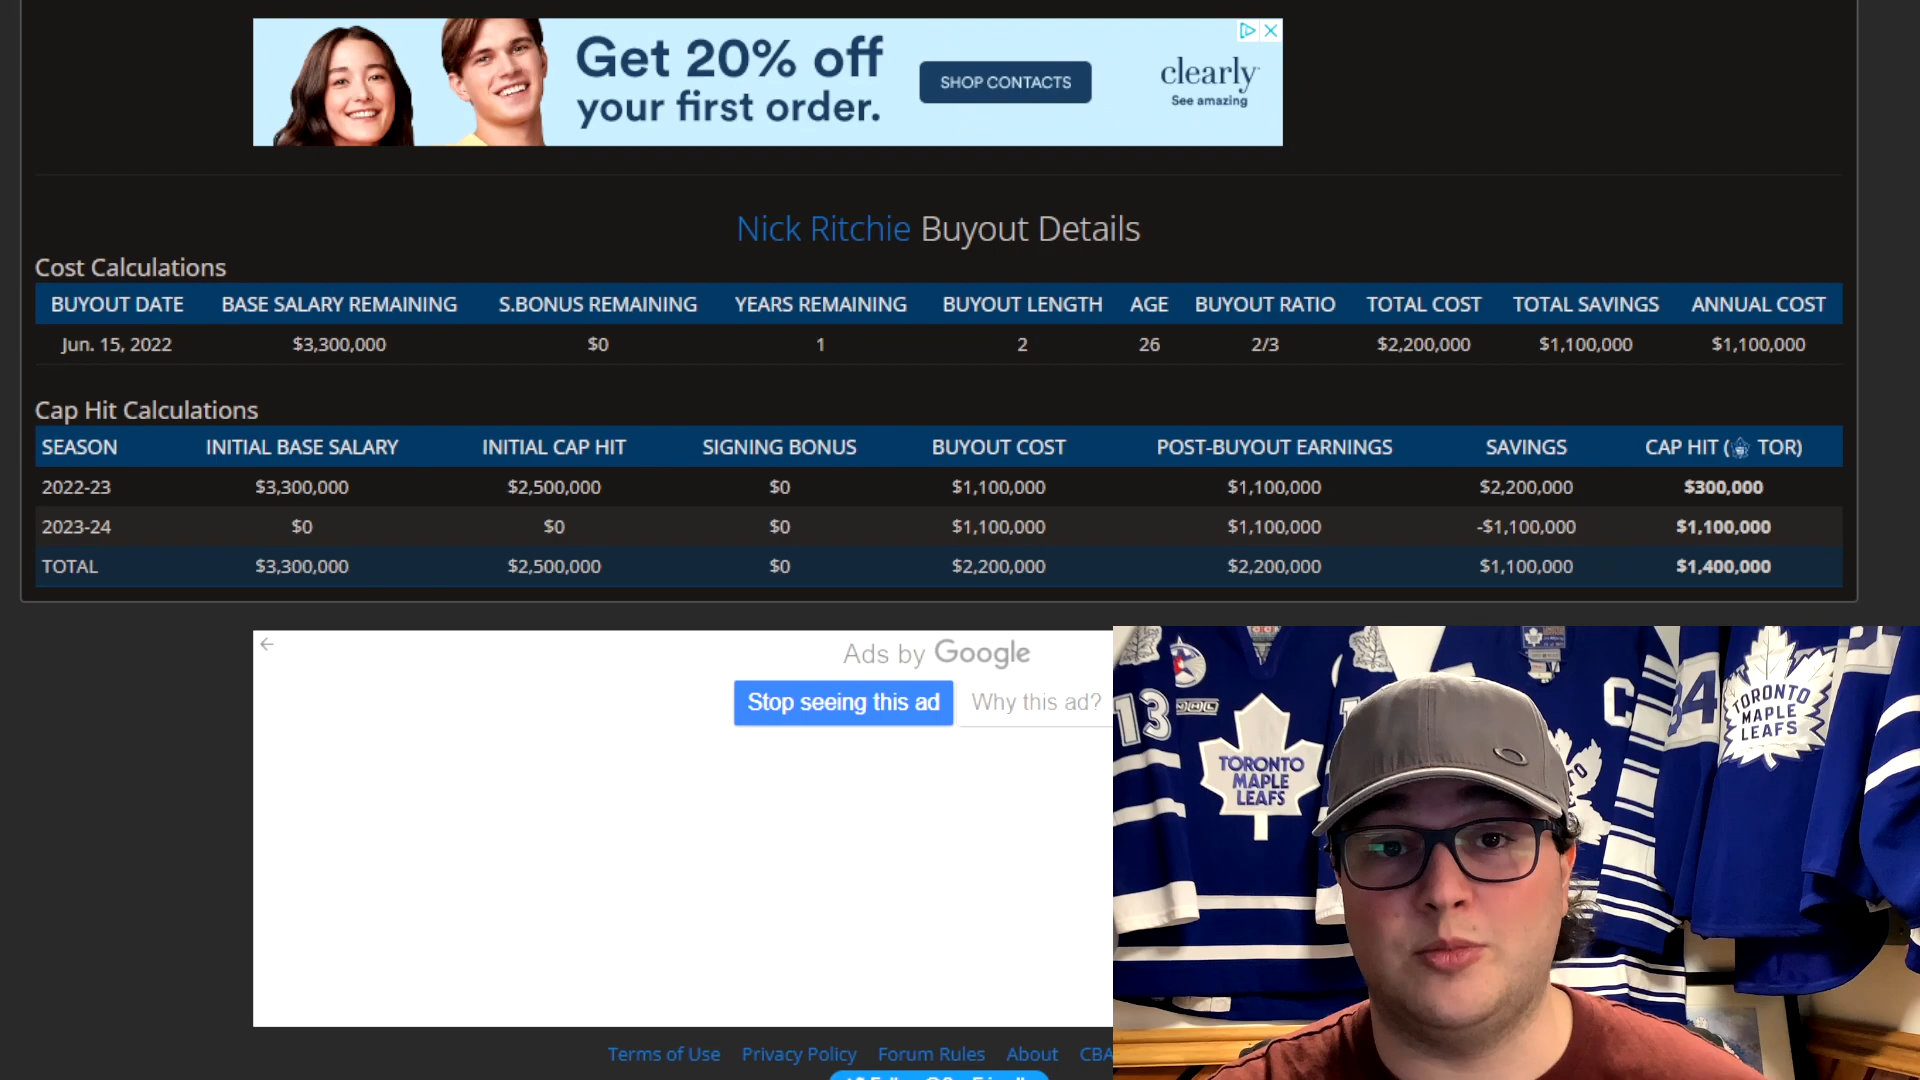 Get 20% off
your first order.
SHOP CONTACTS
clearly
See amazing
Nick Ritchie Buyout Details
Cost Calculations
BUYOUT DATE BASE SALARY REMAINING S.BONUS REMAINING YEARS REMAINING BUYOUT LENGTH AGE BUYOUT RATIO TOTAL COST TOTAL SAVINGS ANNUAL COST
Jun. 15, 2022 $3,300,000 $0 1 2 26 2/3 $2,200,000 $1,100,000 $1,100,000
Cap Hit Calculations
SEASON INITIAL BASE SALARY INITIAL CAP HIT SIGNING BONUS BUYOUT COST POST-BUYOUT EARNINGS SAVINGS CAP HIT ( TOR)
2022-23 $3,300,000 $2,500,000 $0 $1,100,000 $1,100,000 $2,200,000 $300,000
2023-24 $0 $0 $0 $1,100,000 $1,100,000 -$1,100,000 $1,100,000
TOTAL $3,300,000 $2,500,000 $0 $2,200,000 $2,200,000 $1,100,000 $1,400,000
Ads by Google
Stop seeing this ad Why this ad?
13
NHL
TORONTO
MAPLE
LEAFS
C
34
TORONTO
MAPLE
LEAFS
Terms of Use Privacy Policy Forum Rules About CBA